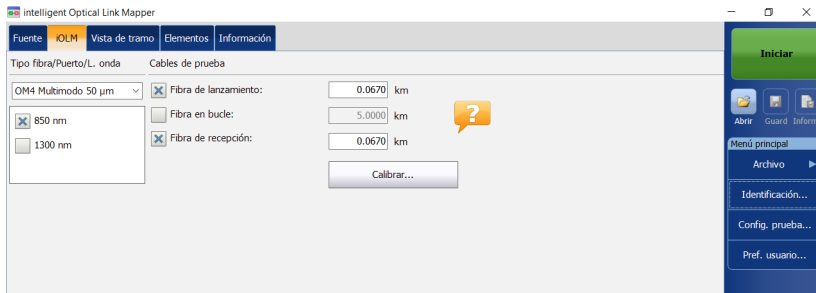 intelligent Optical Link Mapper
Fuente iOLM Vista de tramo Elementos Información
Tipo fibra/Puerto/L. onda Cables de prueba
OM4 Multimodo 50 µm
850 nm
1300 nm
Fibra de lanzamiento: 0.0670 km
Fibra en bucle: 5.0000 km
Fibra de recepción: 0.0670 km
?
Calibrar...
Iniciar
Abrir Guard Inform
Menú principal
Archivo
Identificación...
Config. prueba...
Pref. usuario...